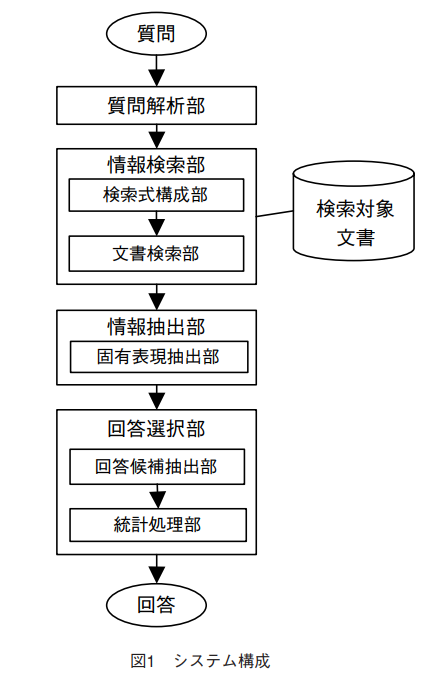 質問
質問解析部
情報検索部
検索式構成部
文書検索部
検索対象
文書
情報抽出部
固有表現抽出部
回答選択部
回答候補抽出部
統計処理部
回答
図1　システム構成